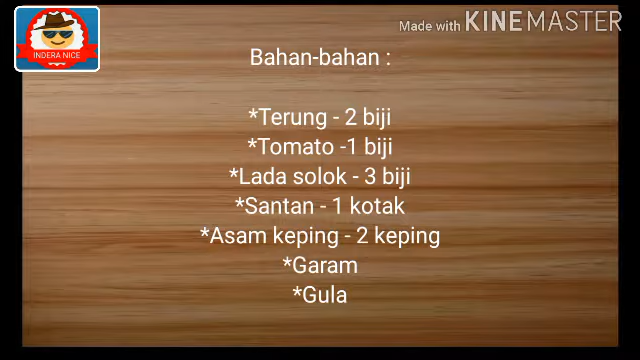 INDERA NICE
Made with KINEMASTER
Bahan-bahan :
*Terung - 2 biji
*Tomato -1 biji
*Lada solok - 3 biji
*Santan - 1 kotak
*Asam keping - 2 keping
*Garam
*Gula